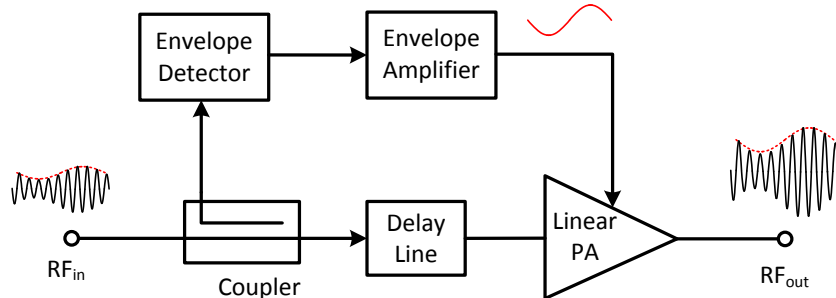 Envelope
Detector
Envelope
Amplifier
RFin
Coupler
Delay
Line
Linear
PA
RFout